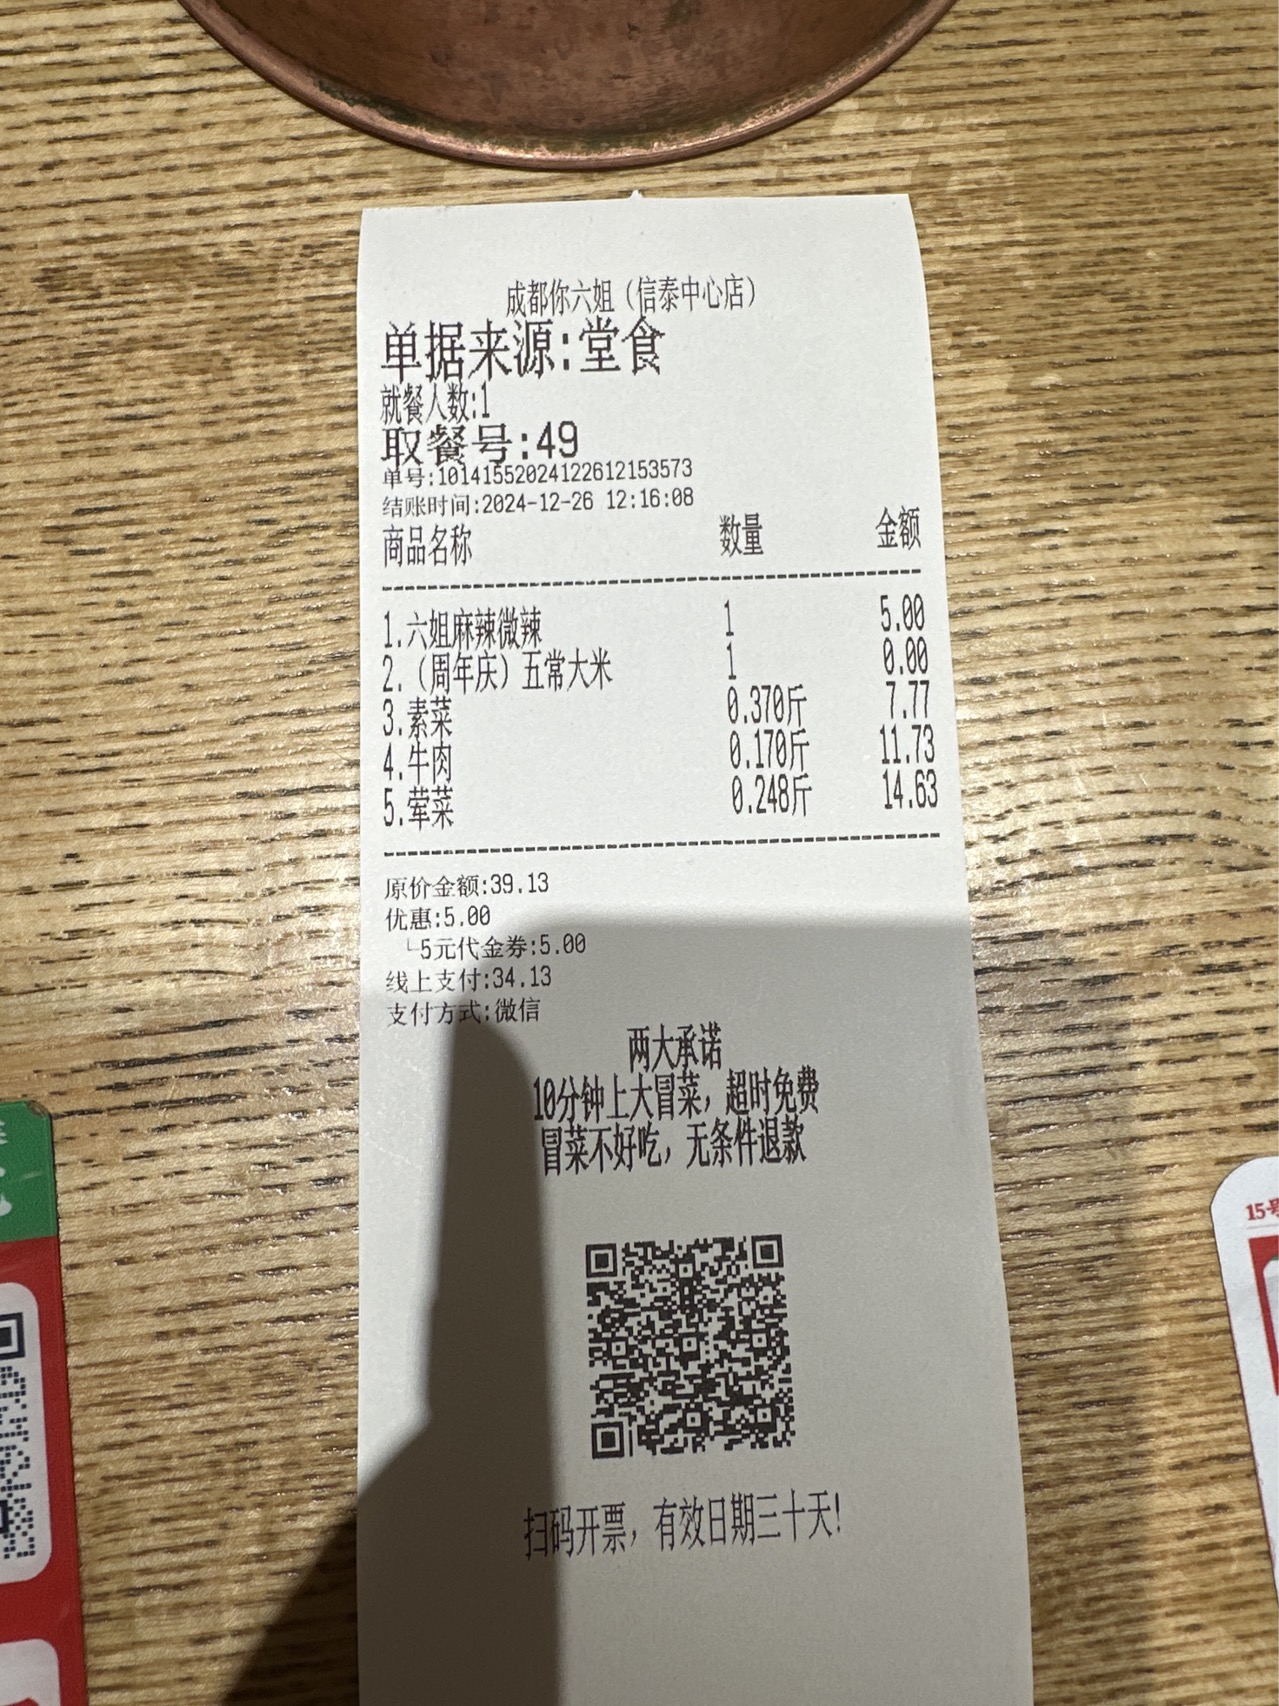 成都你六姐（信泰中心店）
单据来源:堂食
就餐人数:1
取餐号:49
单号:10141552024122612153573
结账时间:2024-12-26 12:16:08
商品名称 数量 金额
1.六姐麻辣微辣 1 5.00
2.（周年庆）五常大米 1 0.00
3.素菜 0.370斤 7.77
4.牛肉 0.170斤 11.73
5.荤菜 0.248斤 14.63
原价金额:39.13
优惠:5.00
└5元代金券:5.00
线上支付:34.13
支付方式:微信
两大承诺
10分钟上大冒菜，超时免费
冒菜不好吃，无条件退款
扫码开票，有效日期三十天!
15号